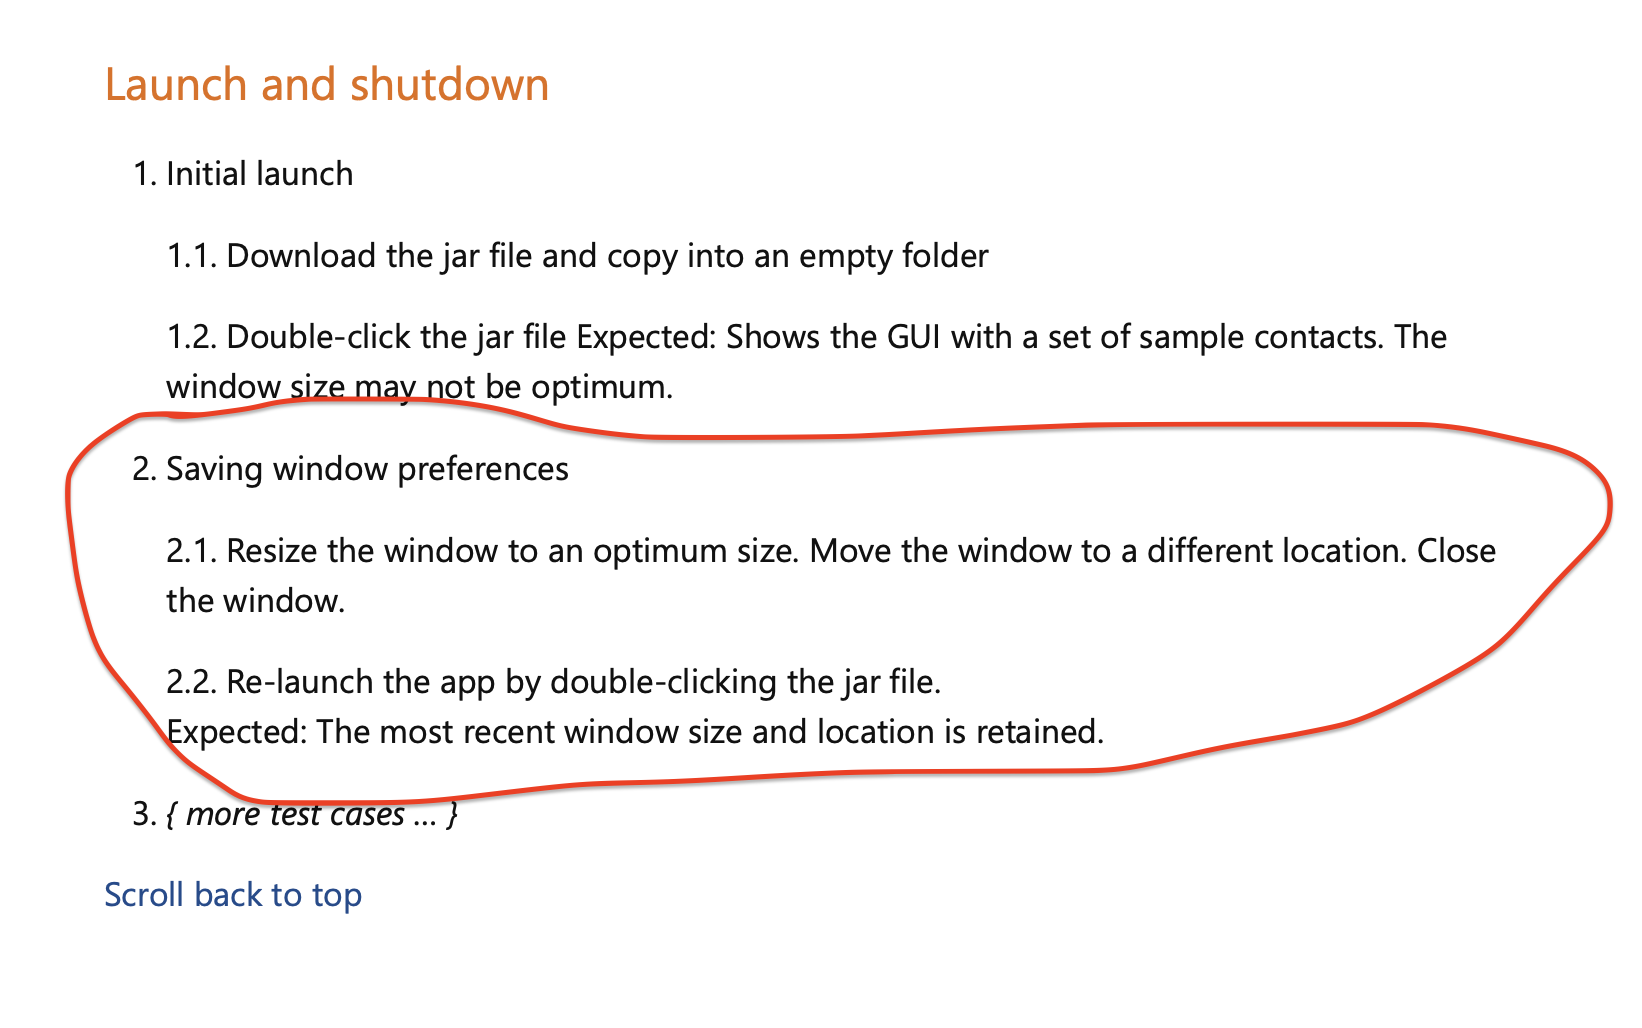 Launch and shutdown
1. Initial launch
1.1. Download the jar file and copy into an empty folder
1.2. Double-click the jar file Expected: Shows the GUI with a set of sample contacts. The
window size may not be optimum.
2. Saving window preferences
2.1. Resize the window to an optimum size. Move the window to a different location. Close
the window.
2.2. Re-launch the app by double-clicking the jar file.
Expected: The most recent window size and location is retained.
3. { more test cases … }
Scroll back to top